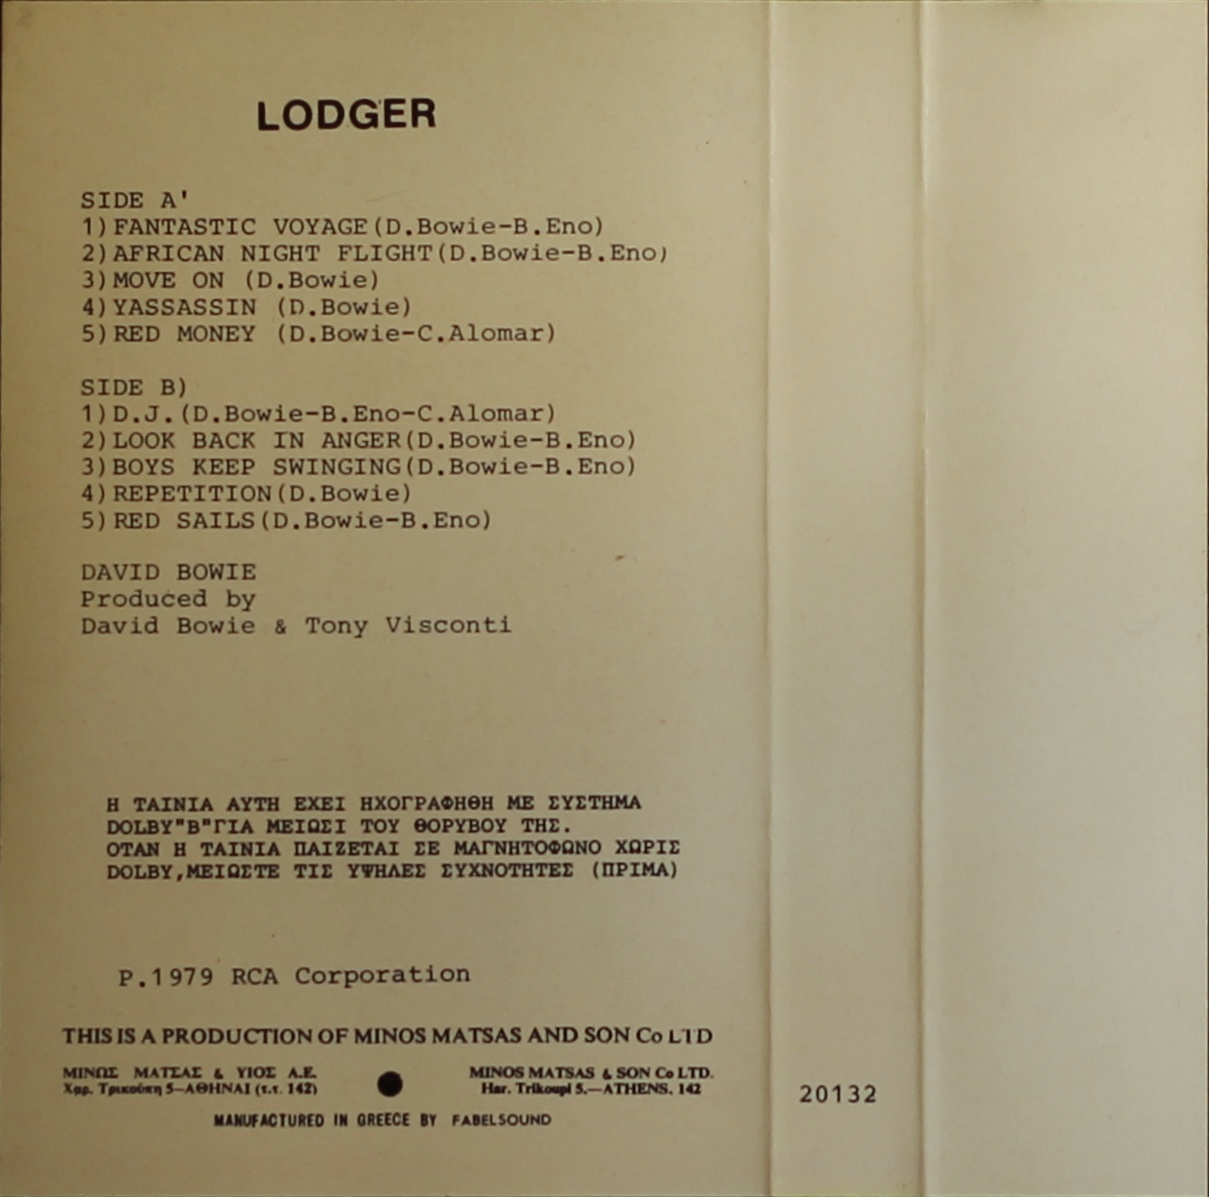 LODGER
SIDE A'
1)FANTASTIC VOYAGE(D.Bowie-B.Eno)
2)AFRICAN NIGHT FLIGHT(D.Bowie-B.Eno)
3)MOVE ON (D.Bowie)
4)YASSASSIN (D.Bowie)
5)RED MONEY (D.Bowie-C.Alomar)
SIDE B)
1)D.J.(D.Bowie-B.Eno-C.Alomar)
2)LOOK BACK IN ANGER(D.Bowie-B.Eno)
3)BOYS KEEP SWINGING(D.Bowie-B.Eno)
4)REPETITION(D.Bowie)
5)RED SAILS(D.Bowie-B.Eno)
DAVID BOWIE
Produced by
David Bowie & Tony Visconti
Η ΤΑΙΝΙΑ ΑΥΤΗ ΕΧΕΙ ΗΧΟΓΡΑΦΗΘΗ ΜΕ ΣΥΣΤΗΜΑ
DOLBY"B"ΓΙΑ ΜΕΙΩΣΙ ΤΟΥ ΘΟΡΥΒΟΥ ΤΗΣ.
ΟΤΑΝ Η ΤΑΙΝΙΑ ΠΑΙΖΕΤΑΙ ΣΕ ΜΑΓΝΗΤΟΦΩΝΟ ΧΩΡΙΣ
DOLBY,ΜΕΙΩΣΤΕ ΤΙΣ ΥΨΗΛΕΣ ΣΥΧΝΟΤΗΤΕΣ (ΠΡΙΜΑ)
P.1979 RCA Corporation
THIS IS A PRODUCTION OF MINOS MATSAS AND SON Co LTD
ΜΙΝΩΣ ΜΑΤΣΑΣ & ΥΙΟΣ Α.Ε.
Χαρ. Τρικούπη 5–ΑΘΗΝΑΙ (τ.τ. 142)
MINOS MATSAS & SON Co LTD.
Har. Trikoupi 5.—ATHENS. 142
MANUFACTURED IN GREECE BY FABELSOUND
20132